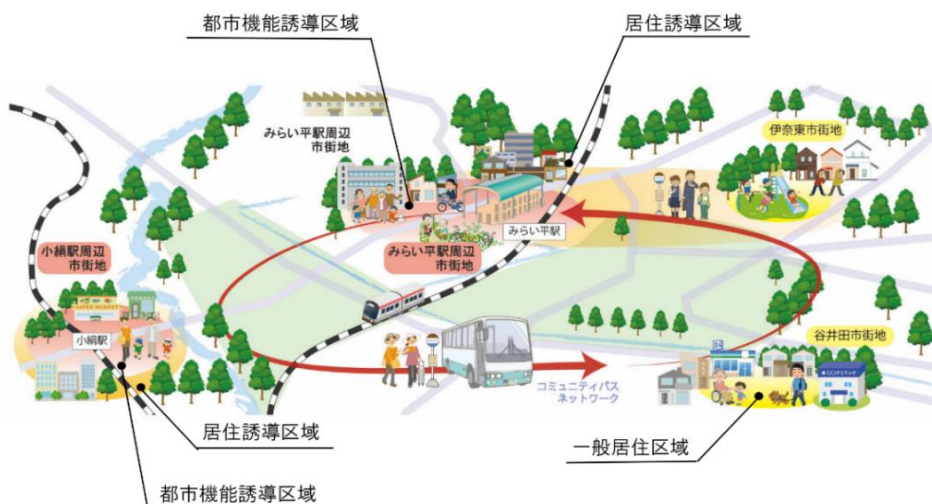 都市機能誘導区域
居住誘導区域
みらい平駅周辺
市街地
伊奈東市街地
みらい平駅
小絹駅周辺
市街地
みらい平駅周辺
市街地
SUPER MARKET
小絹駅
谷井田市街地
コミュニティバス
ネットワーク
居住誘導区域
一般居住区域
都市機能誘導区域